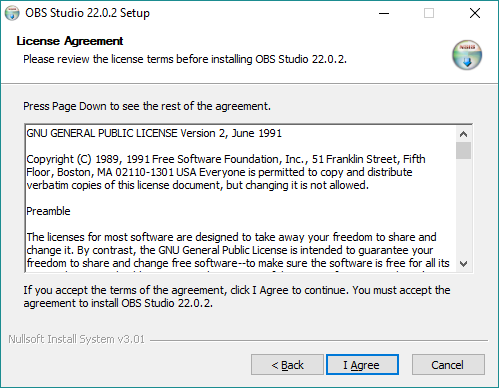 OBS Studio 22.0.2 Setup
License Agreement
Please review the license terms before installing OBS Studio 22.0.2.
Press Page Down to see the rest of the agreement.
GNU GENERAL PUBLIC LICENSE Version 2, June 1991
Copyright (C) 1989, 1991 Free Software Foundation, Inc., 51 Franklin Street, Fifth
Floor, Boston, MA 02110-1301 USA Everyone is permitted to copy and distribute
verbatim copies of this license document, but changing it is not allowed.
Preamble
The licenses for most software are designed to take away your freedom to share and
change it. By contrast, the GNU General Public License is intended to guarantee your
freedom to share and change free software--to make sure the software is free for all its
If you accept the terms of the agreement, click I Agree to continue. You must accept the
agreement to install OBS Studio 22.0.2.
Nullsoft Install System v3.01
< Back
I Agree
Cancel